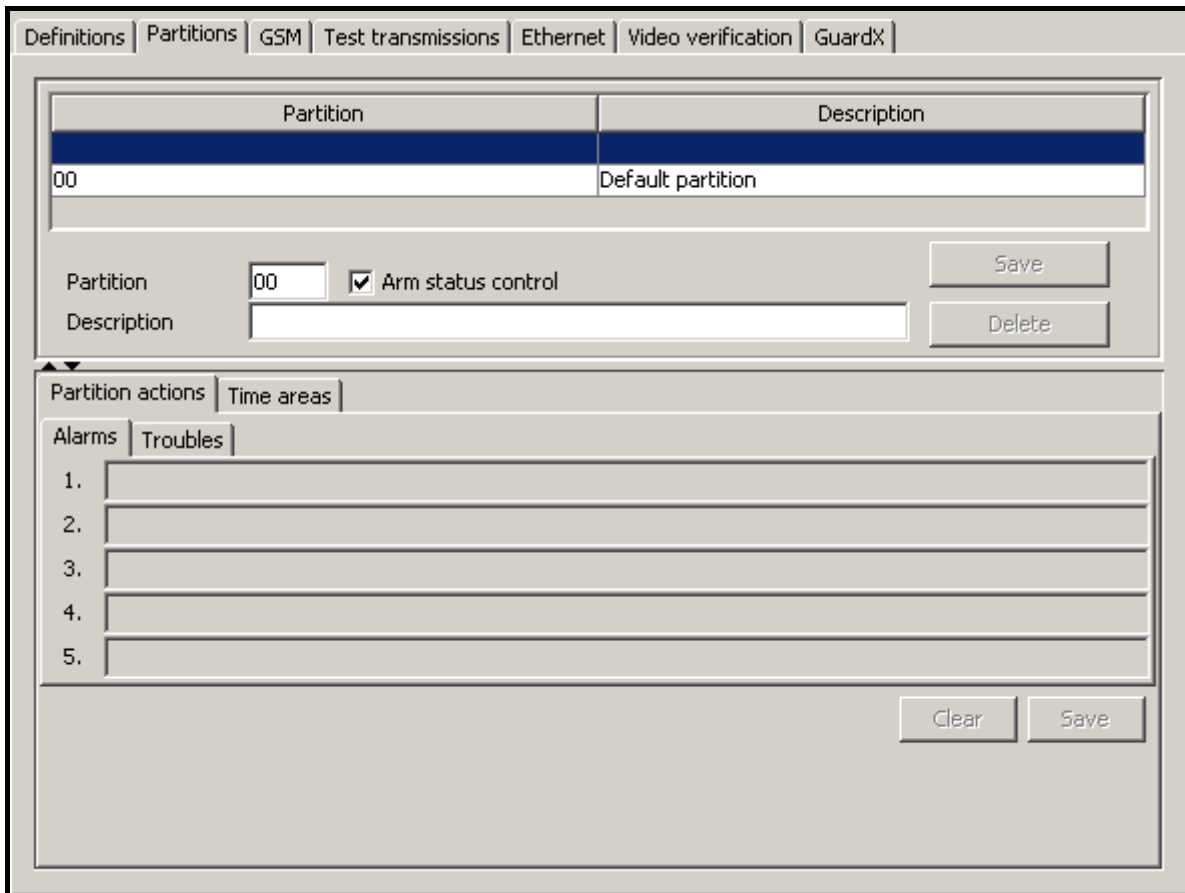 Definitions Partitions GSM Test transmissions Ethernet Video verification GuardX
Partition Description
00 Default partition
Partition 00 Arm status control Save
Description Delete
Partition actions Time areas
Alarms Troubles
1.
2.
3.
4.
5.
Clear Save